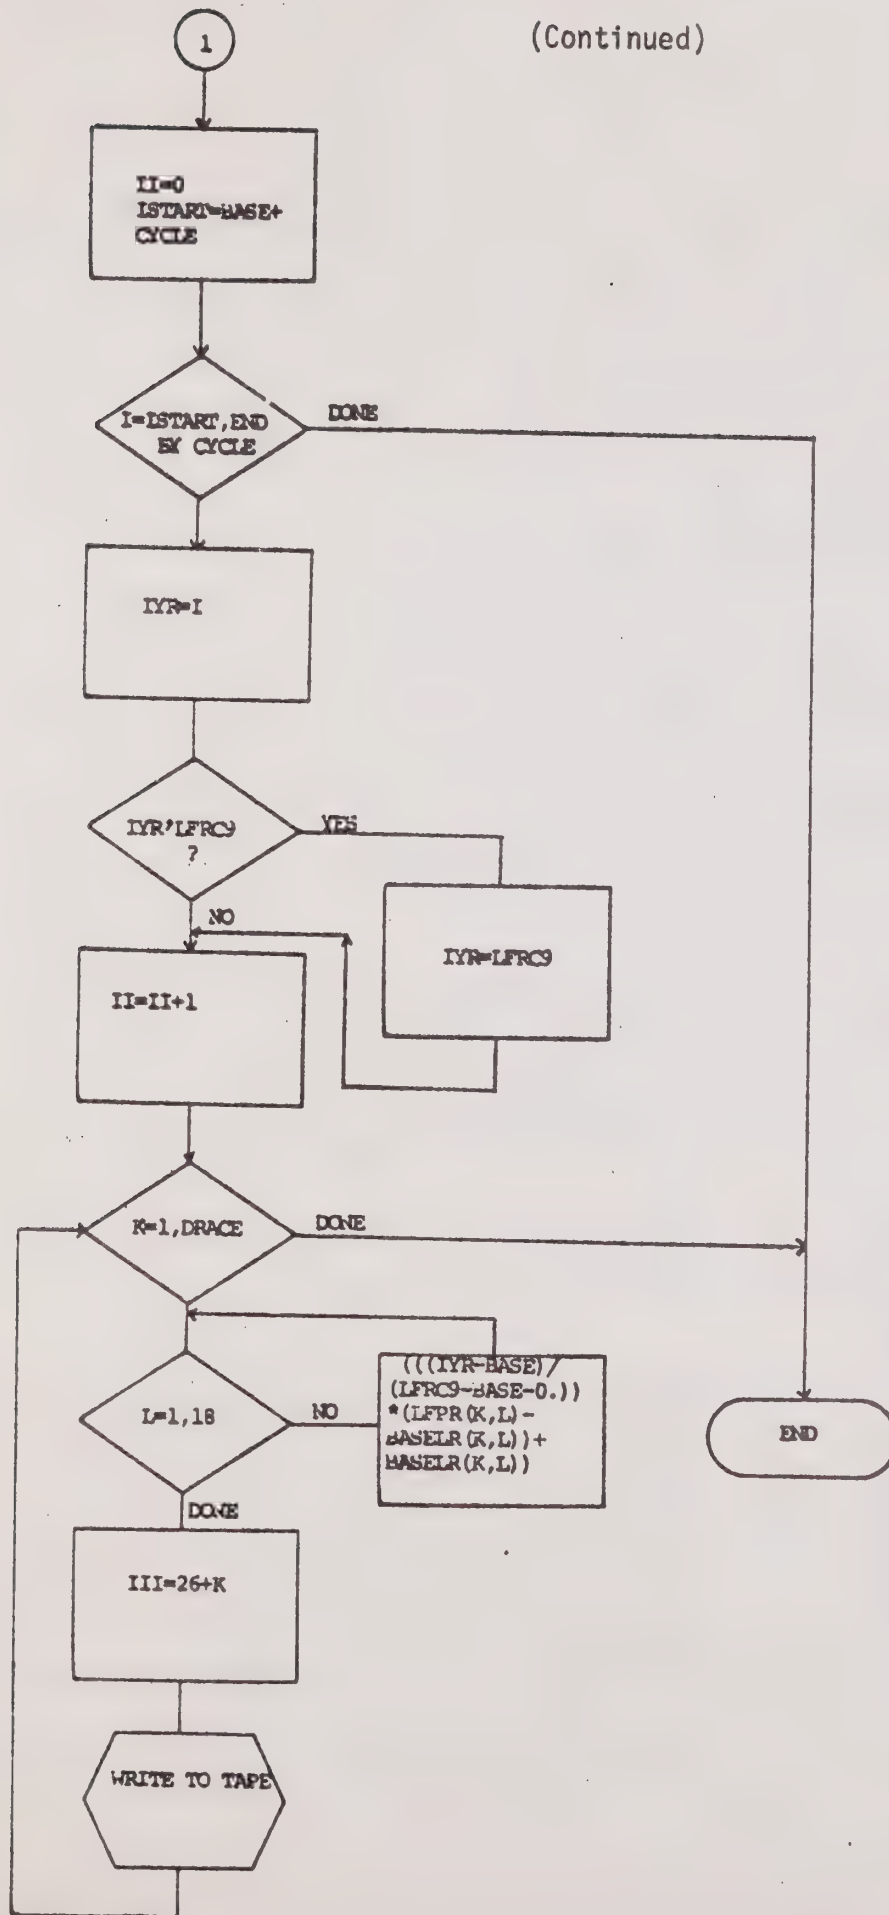 1
(Continued)
II=0
ISTART=BASE+
CYCLE
I=ISTART,END
BY CYCLE
DONE
IYR=I
IYR'LFRC9
?
YES
NO
IYR=LFRC9
II=II+1
K=1,DRACE
DONE
L=1,18
NO
(((IYR-BASE)/
(LFRC9-BASE-0.))
*(LFPR(K,L)-
BASELR(K,L))+
BASELR(K,L))
END
DONE
III=26+K
WRITE TO TAPE